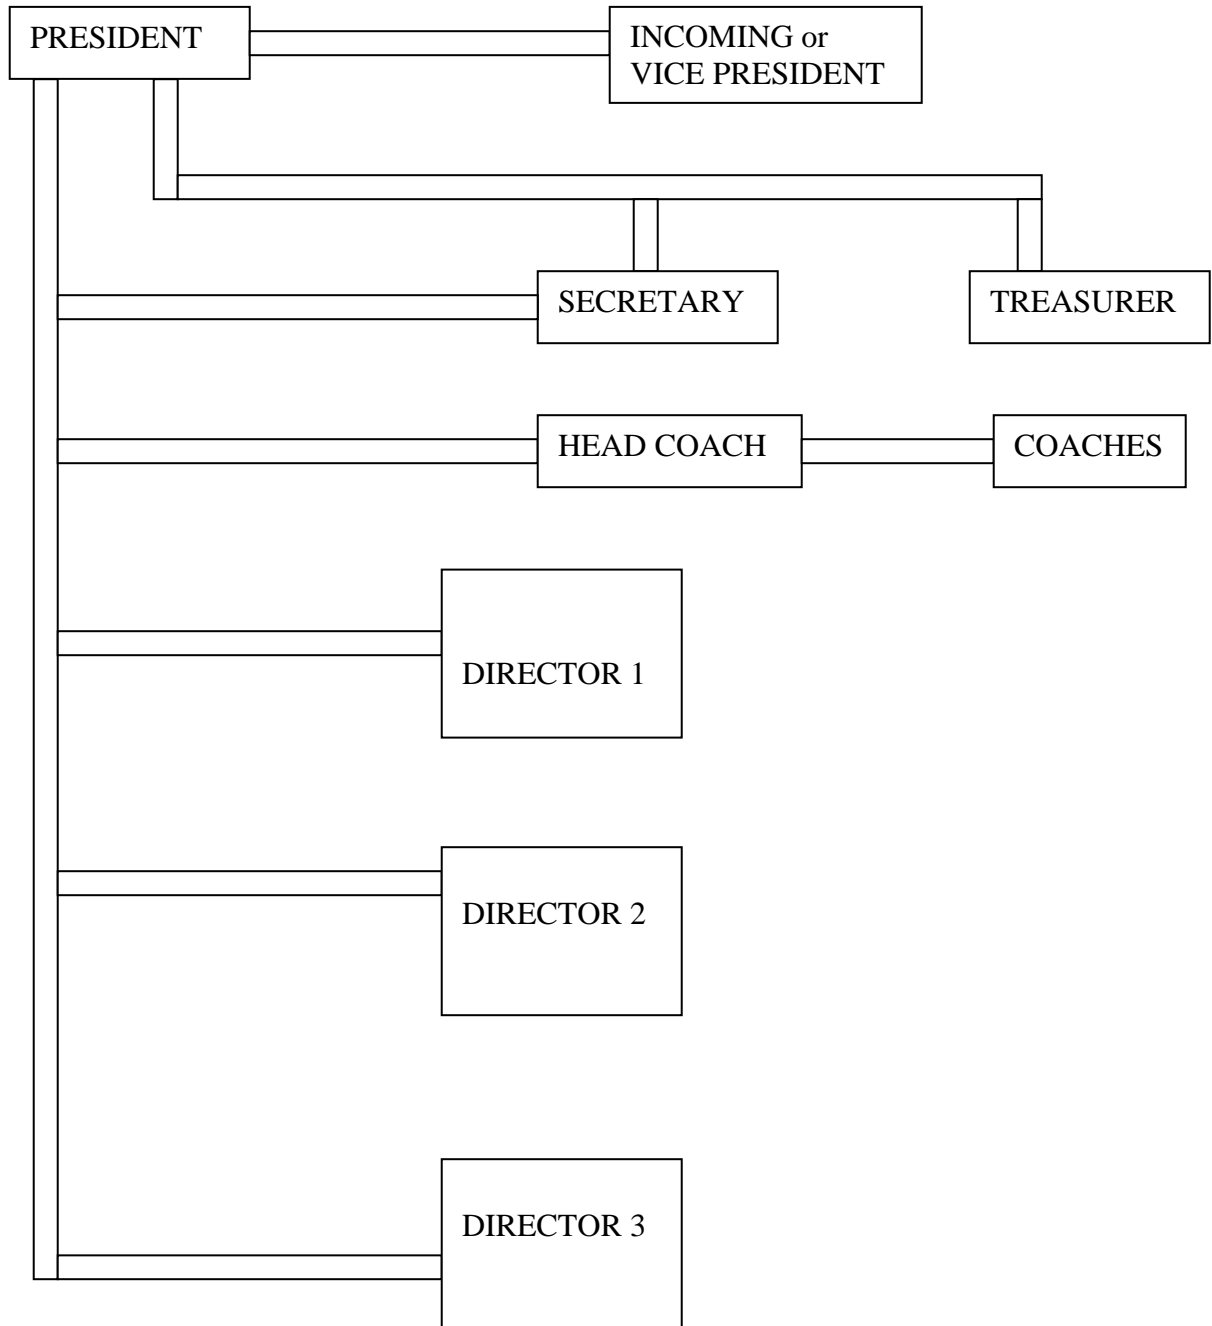 PRESIDENT
INCOMING or
VICE PRESIDENT
SECRETARY
TREASURER
HEAD COACH
COACHES
DIRECTOR 1
DIRECTOR 2
DIRECTOR 3